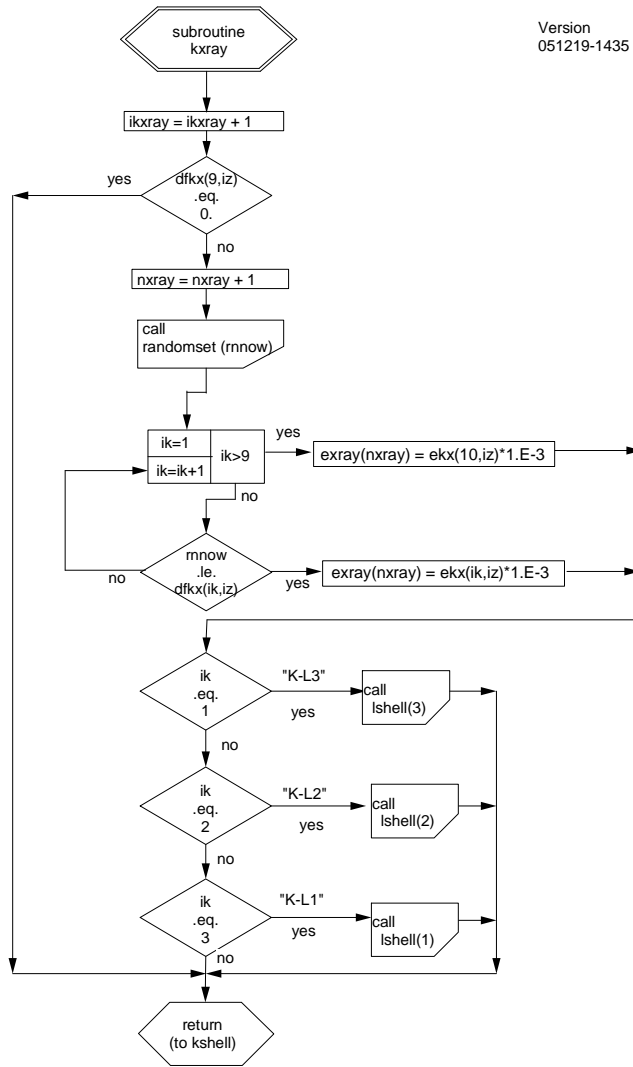 subroutine
kxray
Version
051219-1435
ikxray = ikxray + 1
yes
dfkx(9,iz)
.eq.
0.
no
nxray = nxray + 1
call
randomset (rnnow)
ik=1
ik=ik+1
ik>9
yes
exray(nxray) = ekx(10,iz)*1.E-3
no
rnnow
.le.
dfkx(ik,iz)
no
yes
exray(nxray) = ekx(ik,iz)*1.E-3
ik
.eq.
1
"K-L3"
yes
call
lshell(3)
no
ik
.eq.
2
"K-L2"
yes
call
lshell(2)
no
ik
.eq.
3
"K-L1"
yes
call
lshell(1)
no
return
(to kshell)